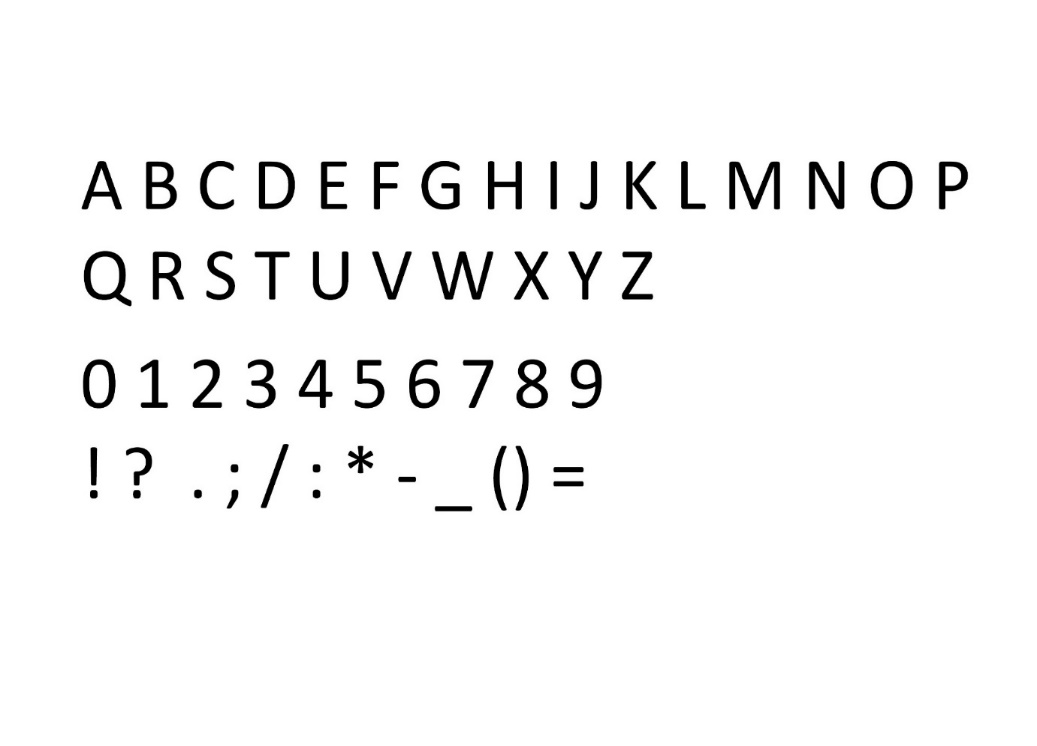 A B C D E F G H I J K L M N O P
Q R S T U V W X Y Z
0 1 2 3 4 5 6 7 8 9
! ? . ; / : * - _ () =